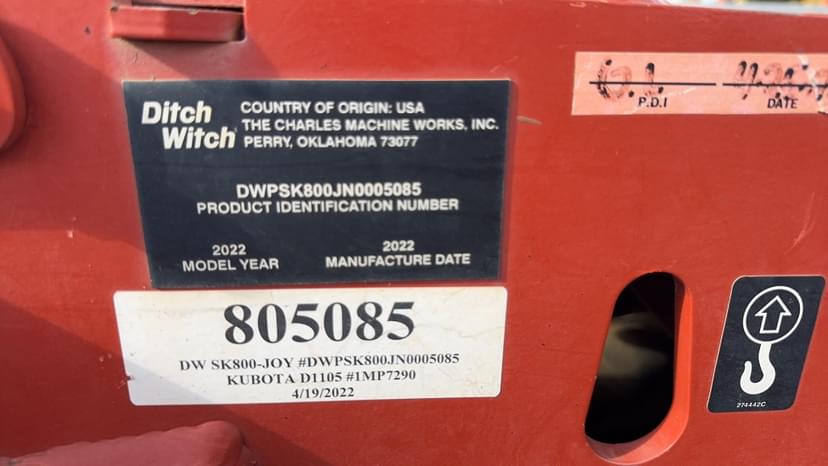 Ditch
Witch
COUNTRY OF ORIGIN: USA
THE CHARLES MACHINE WORKS, INC.
PERRY, OKLAHOMA 73077
DWPSK800JN0005085
PRODUCT IDENTIFICATION NUMBER
2022
MODEL YEAR
2022
MANUFACTURE DATE
805085
DW SK800-JOY #DWPSK800JN0005085
KUBOTA D1105 #1MP7290
4/19/2022
P.D.I
DATE
274442C